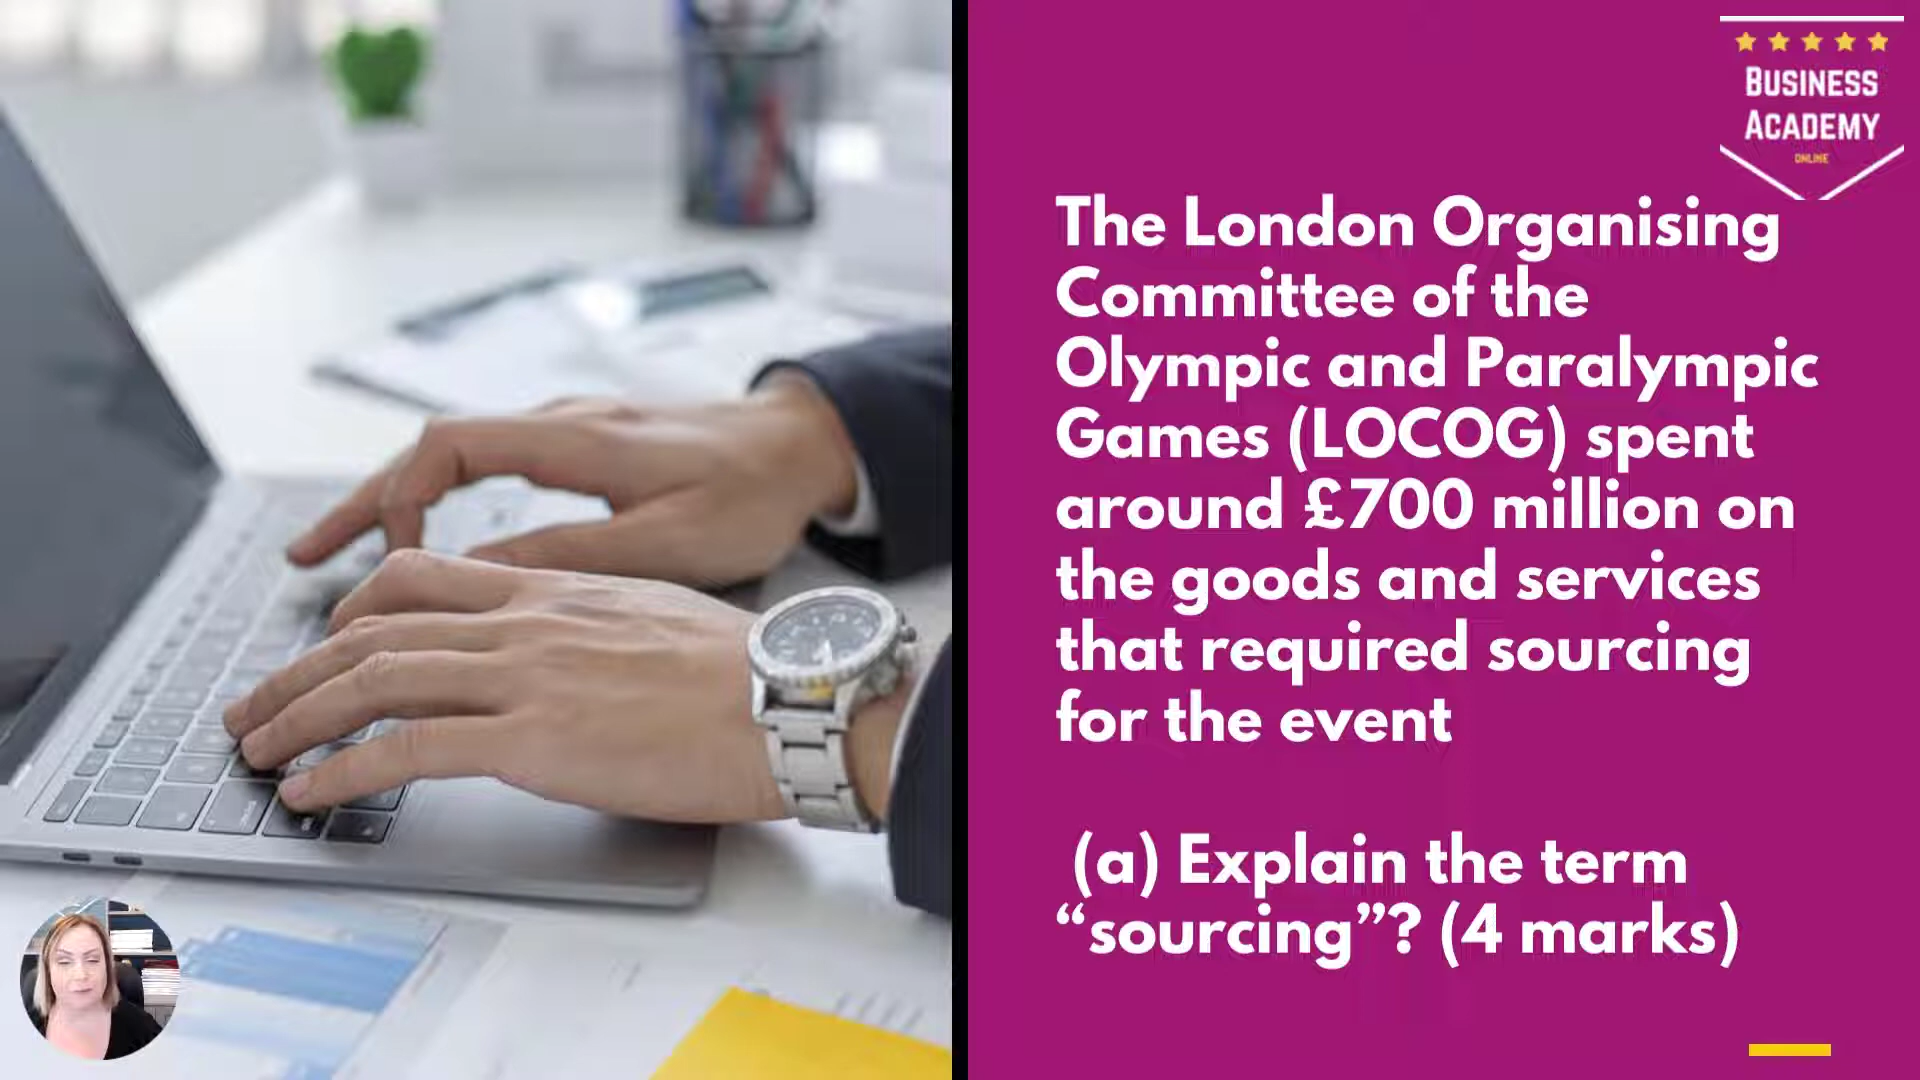 BUSINESS
ACADEMY
ONLINE
The London Organising
Committee of the
Olympic and Paralympic
Games (LOCOG) spent
around £700 million on
the goods and services
that required sourcing
for the event
(a) Explain the term
“sourcing”? (4 marks)